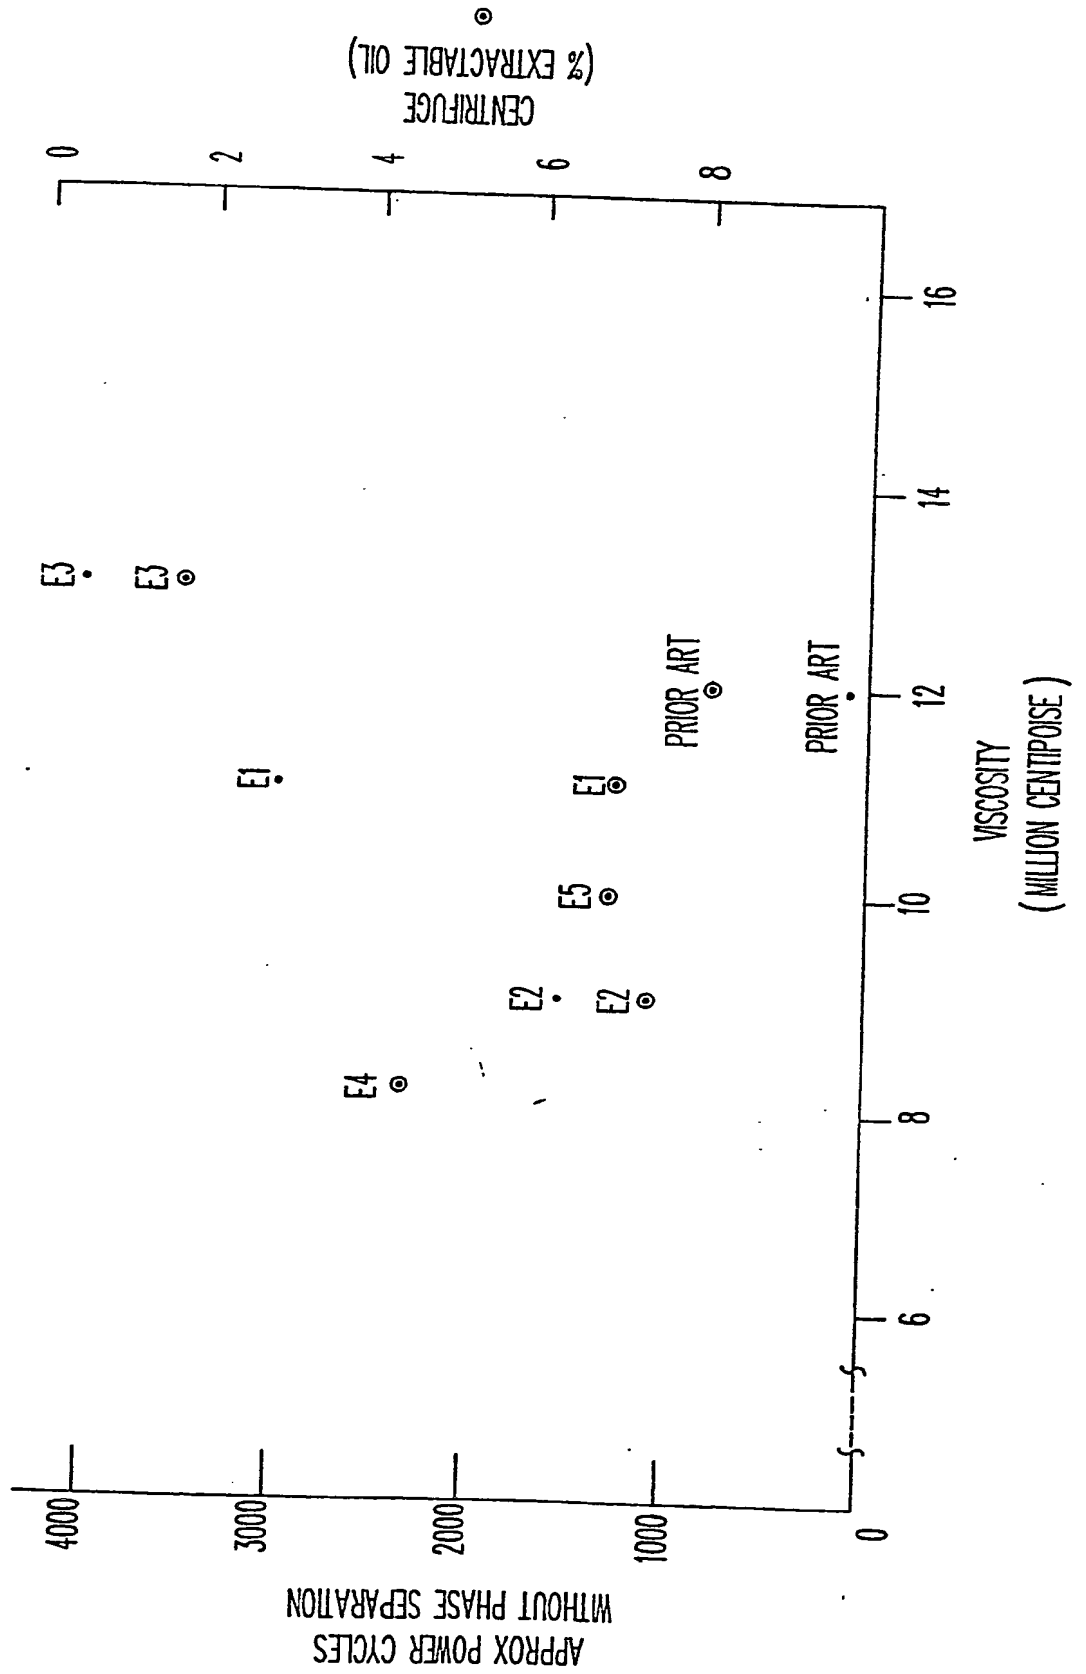 APPROX POWER CYCLES
WITHOUT PHASE SEPARATION
4000
3000
2000
1000
0
6
8
10
12
14
16
VISCOSITY
(MILLION CENTIPOISE)
0
2
4
6
8
CENTRIFUGE
(% EXTRACTABLE OIL)
E3
E3
E1
E1
E5
E2
E2
E4
PRIOR ART
PRIOR ART